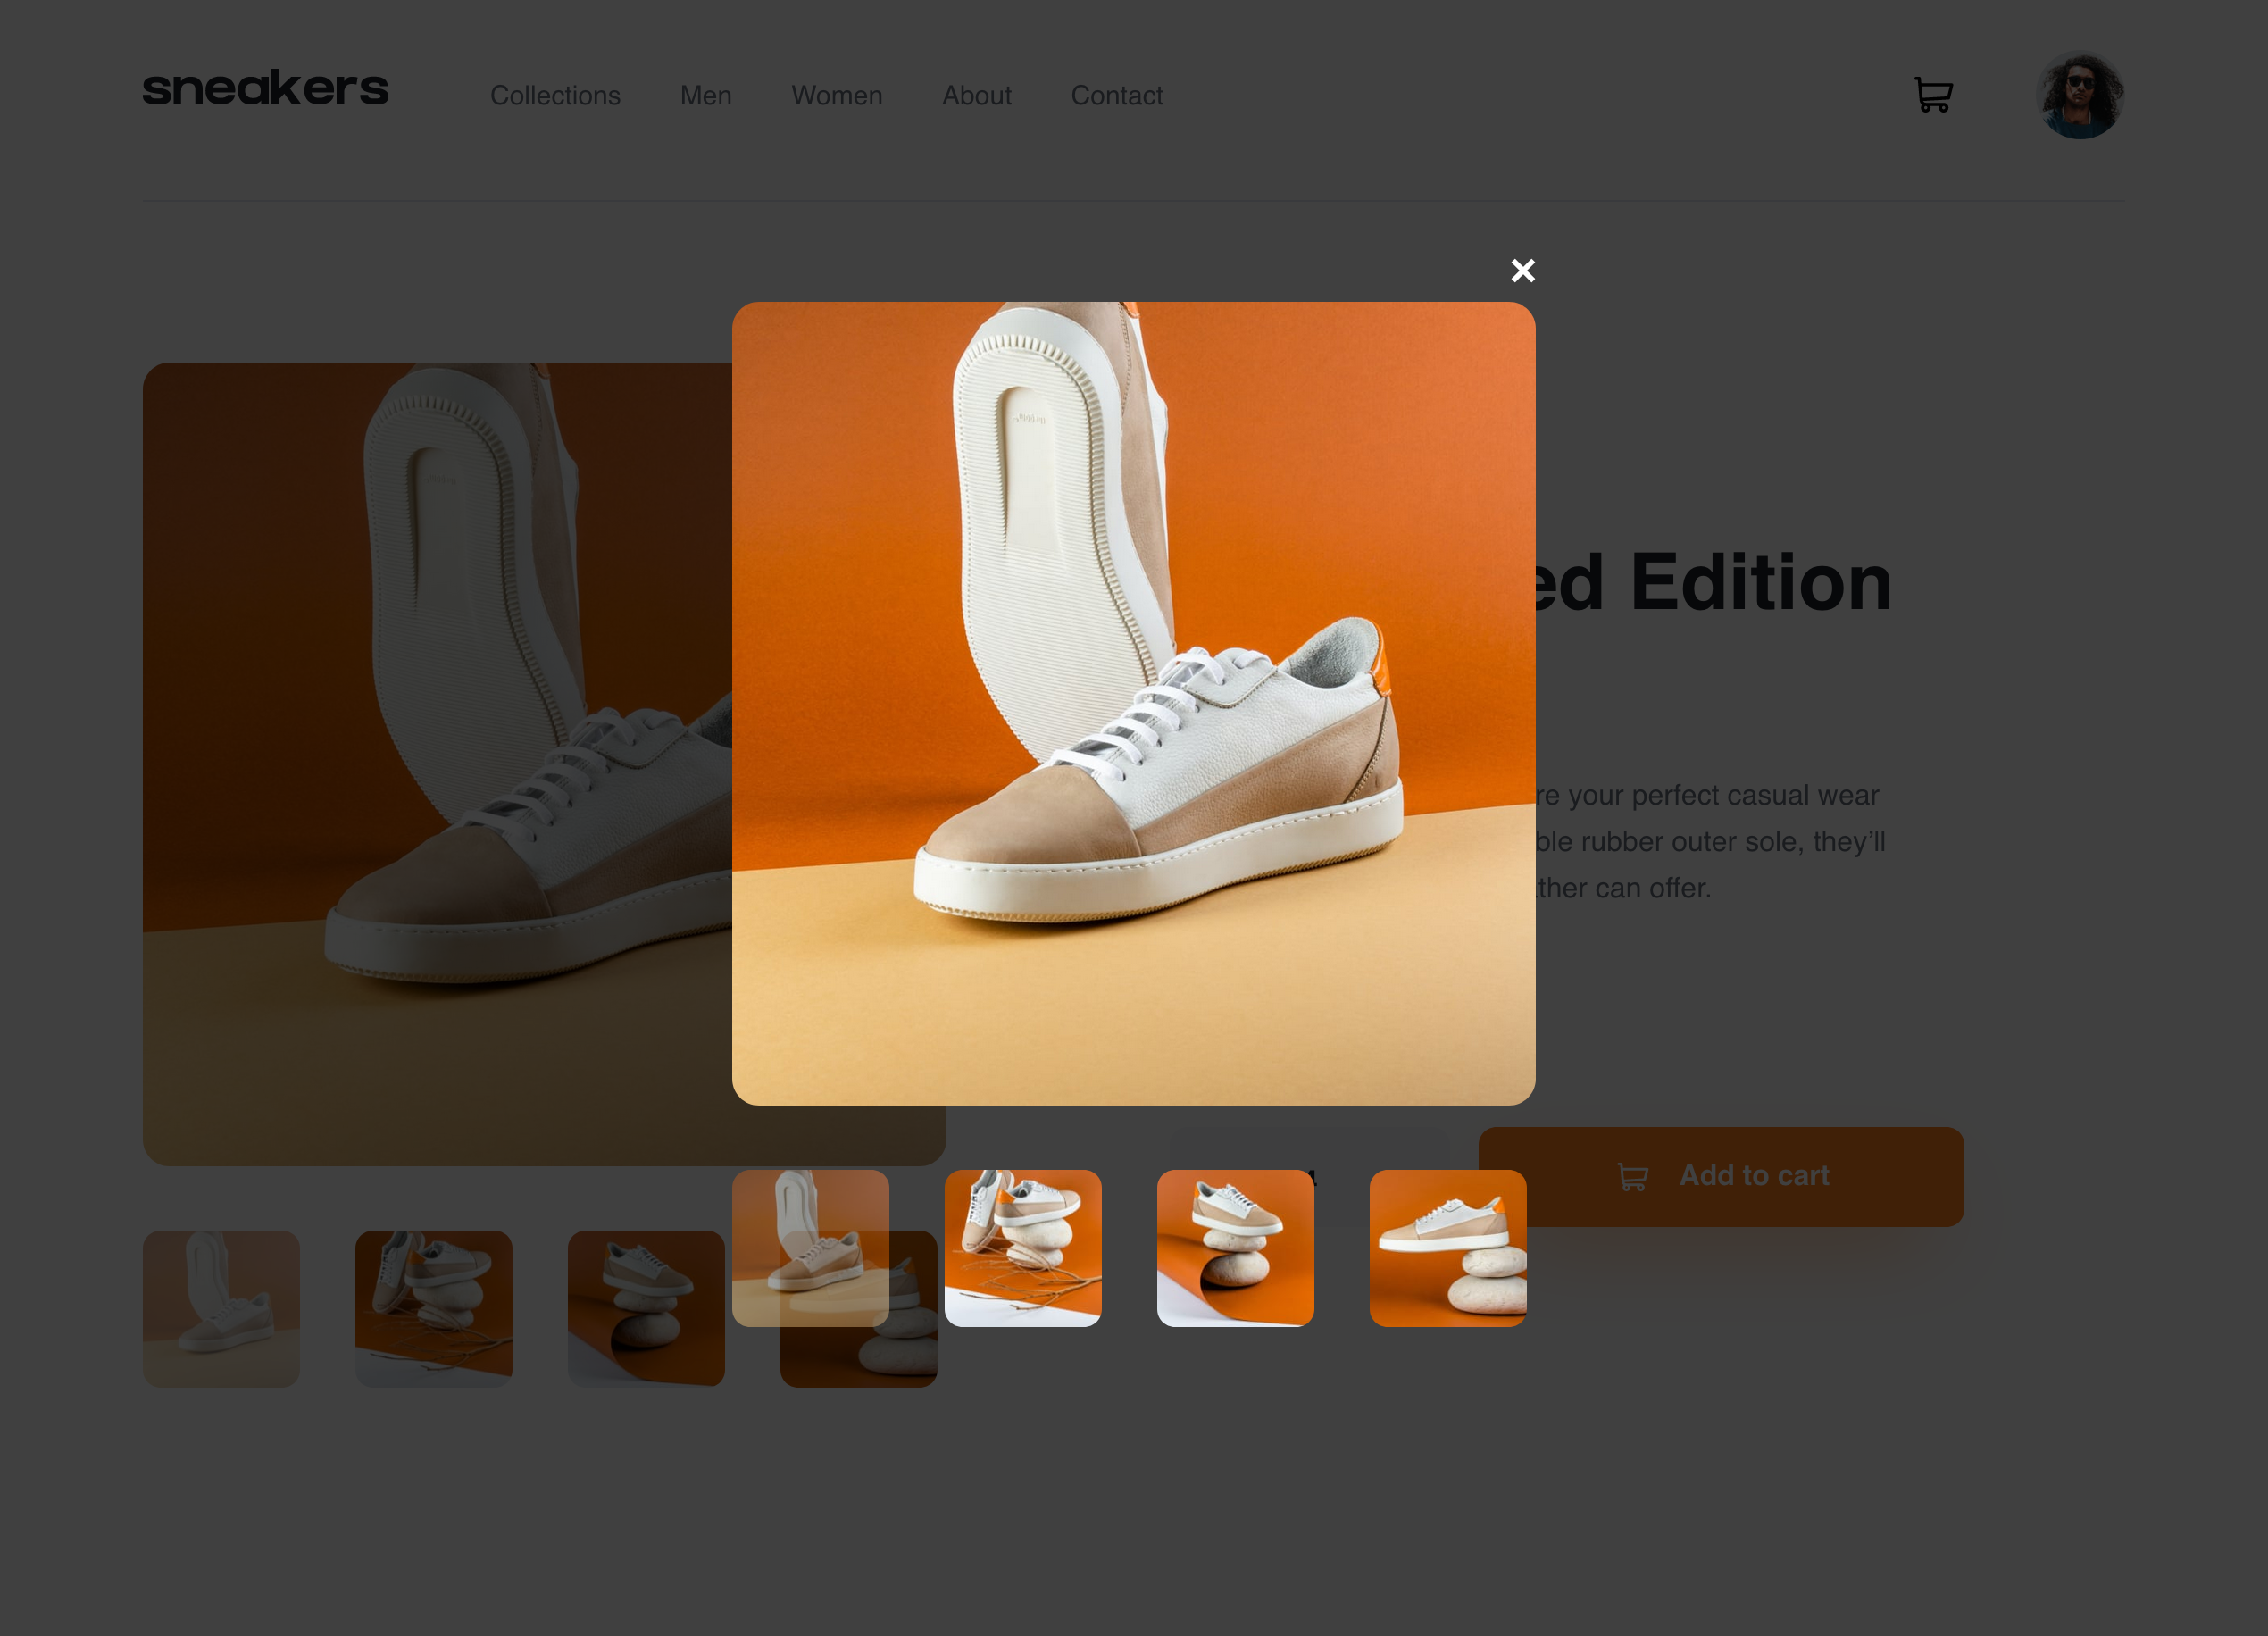 sneakers
Collections
Men
Women
About
Contact
ed Edition
re your perfect casual wear
ble rubber outer sole, they’ll
ther can offer.
Add to cart